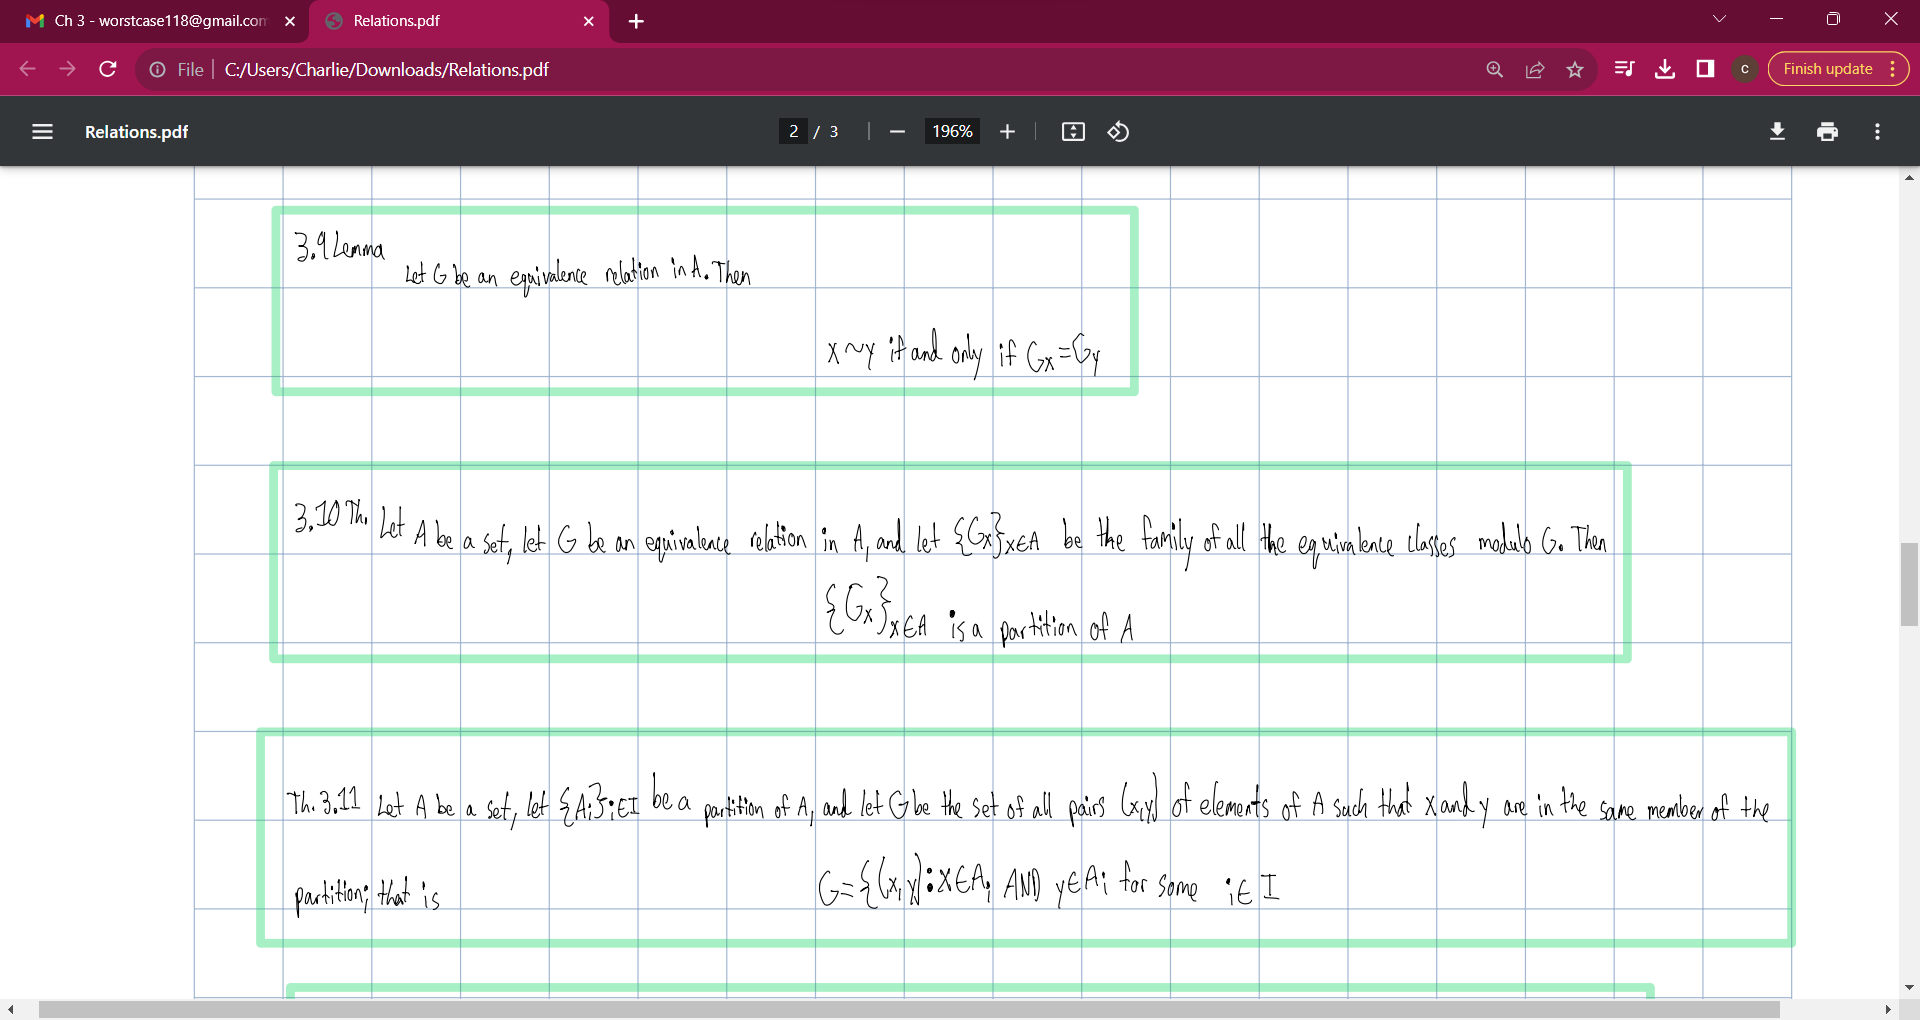 Ch 3 - worstcase118@gmail.com
Relations.pdf
File
C:/Users/Charlie/Downloads/Relations.pdf
C
Finish update
Relations.pdf
2 / 3
196%
3.9 Lemma
Let G be an equivalence relation in A. Then
x~y if and only if Gx=Gy
3.10 Th. Let A be a set, let G be an equivalence relation in A, and let {Gx}x∈A be the family of all the equivalence classes modulo G. Then
{Gx}x∈A is a partition of A
Th. 3.11 Let A be a set, let {Ai}i∈I be a partition of A, and let G be the set of all pairs (x,y) of elements of A such that x and y are in the same member of the
partition; that is
G={(x,y):x∈Ai AND y∈Ai for some i∈I